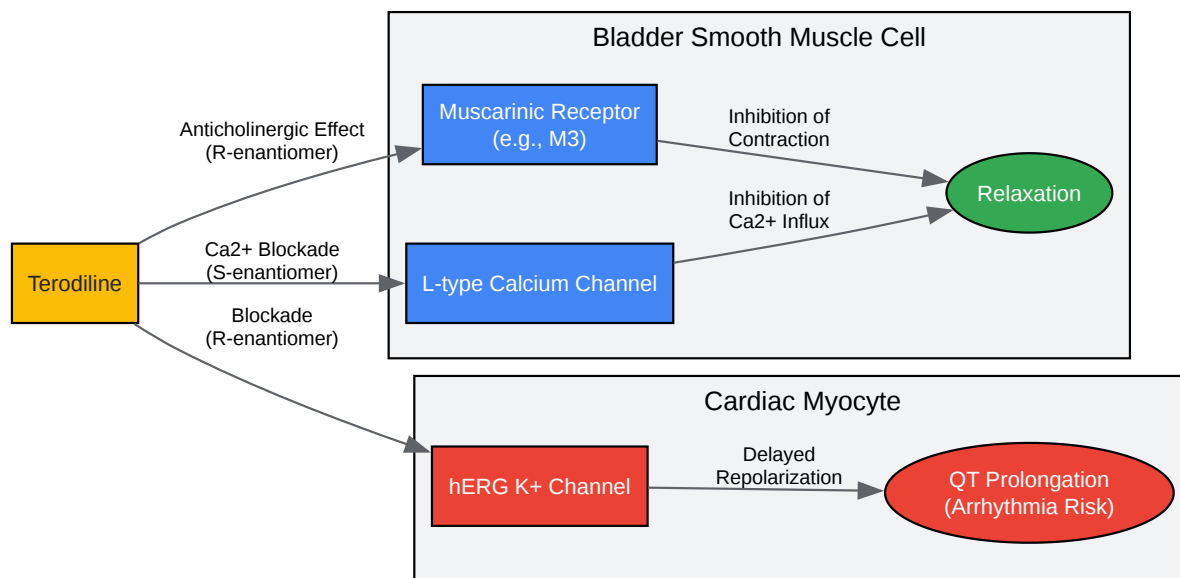 Bladder Smooth Muscle Cell
Muscarinic Receptor
(e.g., M3)
Anticholinergic Effect
(R-enantiomer)
Inhibition of
Contraction
Relaxation
Inhibition of
Ca2+ Influx
Terodiline
Ca2+ Blockade
(S-enantiomer)
L-type Calcium Channel
Blockade
(R-enantiomer)
Cardiac Myocyte
hERG K+ Channel
Delayed
Repolarization
QT Prolongation
(Arrhythmia Risk)